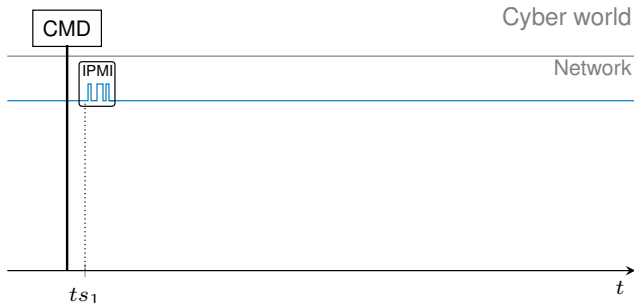 Cyber world
CMD
Network
IPMI
ts₁
t